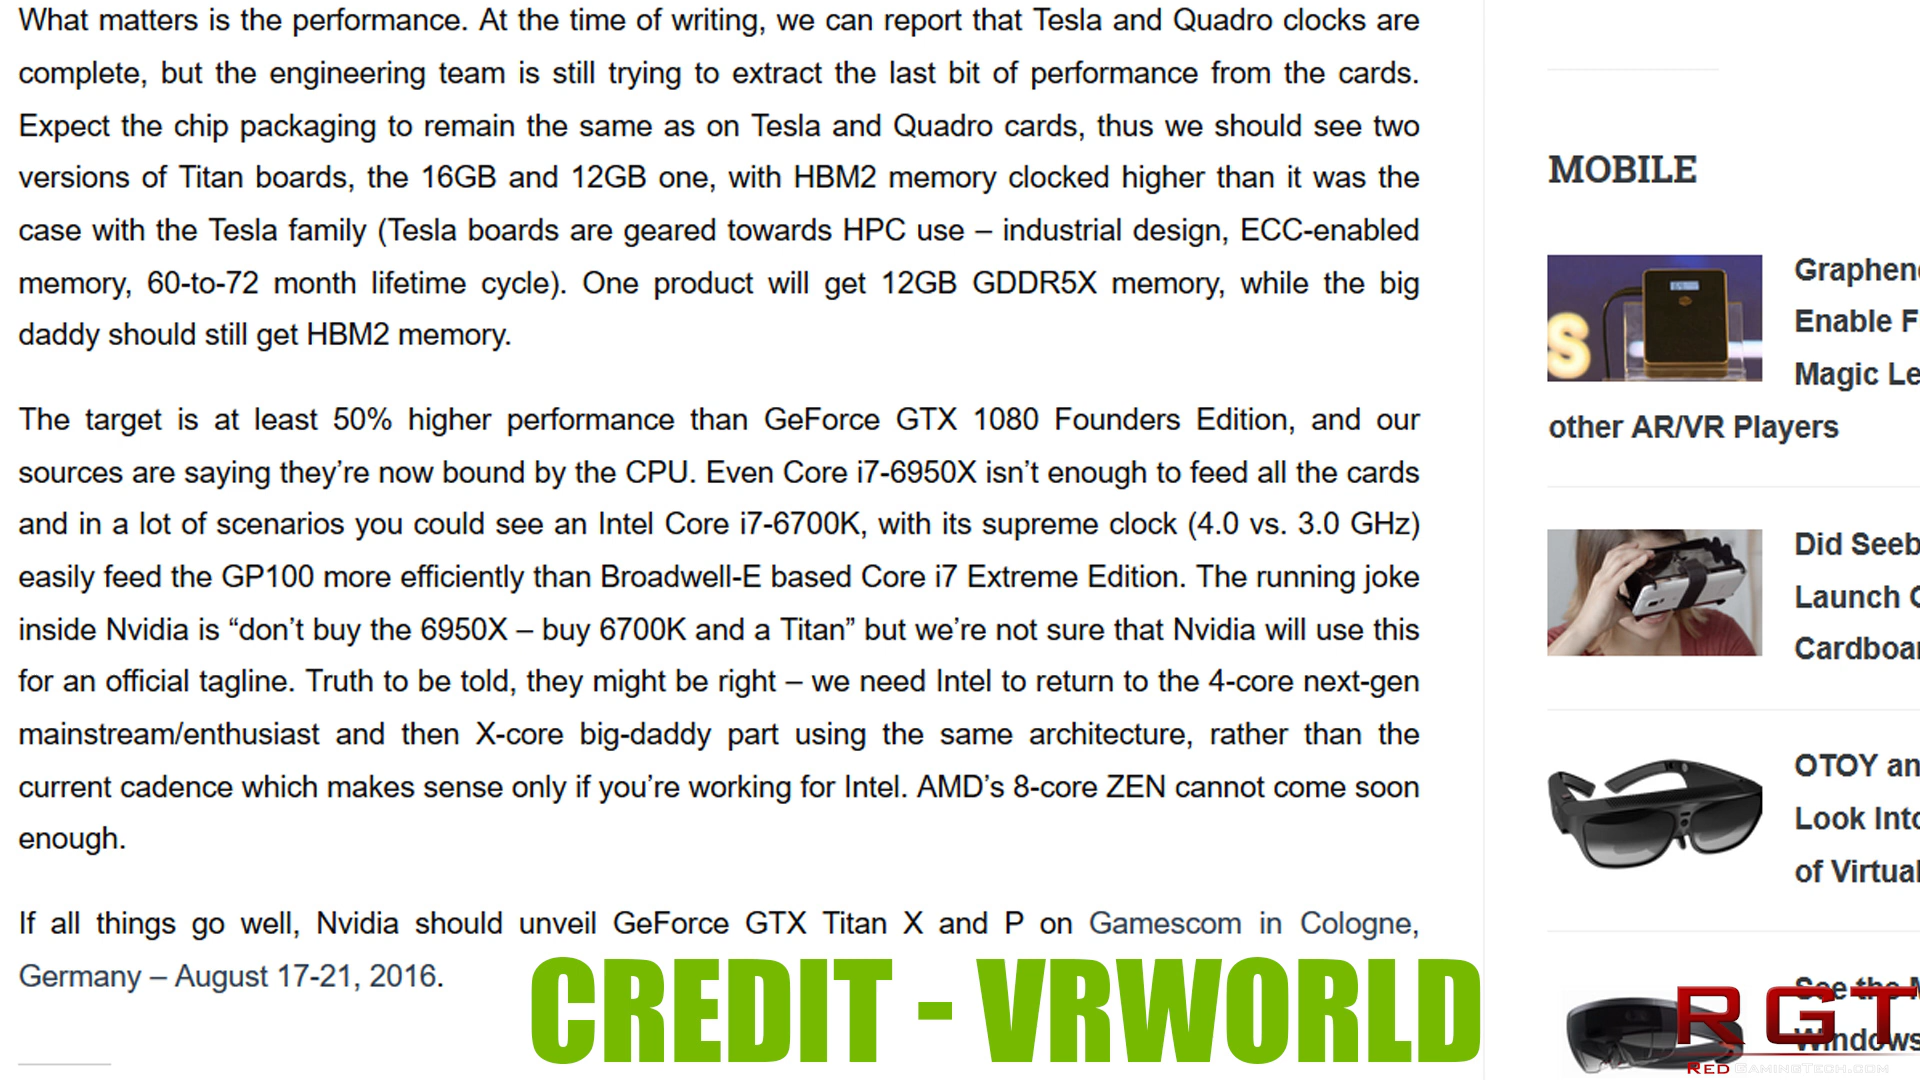 What matters is the performance. At the time of writing, we can report that Tesla and Quadro clocks are
complete, but the engineering team is still trying to extract the last bit of performance from the cards.
Expect the chip packaging to remain the same as on Tesla and Quadro cards, thus we should see two
versions of Titan boards, the 16GB and 12GB one, with HBM2 memory clocked higher than it was the
case with the Tesla family (Tesla boards are geared towards HPC use – industrial design, ECC-enabled
memory, 60-to-72 month lifetime cycle). One product will get 12GB GDDR5X memory, while the big
daddy should still get HBM2 memory.
The target is at least 50% higher performance than GeForce GTX 1080 Founders Edition, and our
sources are saying they’re now bound by the CPU. Even Core i7-6950X isn’t enough to feed all the cards
and in a lot of scenarios you could see an Intel Core i7-6700K, with its supreme clock (4.0 vs. 3.0 GHz)
easily feed the GP100 more efficiently than Broadwell-E based Core i7 Extreme Edition. The running joke
inside Nvidia is “don’t buy the 6950X – buy 6700K and a Titan” but we’re not sure that Nvidia will use this
for an official tagline. Truth to be told, they might be right – we need Intel to return to the 4-core next-gen
mainstream/enthusiast and then X-core big-daddy part using the same architecture, rather than the
current cadence which makes sense only if you’re working for Intel. AMD’s 8-core ZEN cannot come soon
enough.
If all things go well, Nvidia should unveil GeForce GTX Titan X and P on Gamescom in Cologne,
Germany – August 17-21, 2016.
CREDIT - VRWORLD
MOBILE
Graphen
Enable F
Magic Le
other AR/VR Players
S
Did Seeb
Launch C
Cardboar
OTOY an
Look Into
of Virtual
See the M
Windows
RGT
RED GAMINGTECH.COM